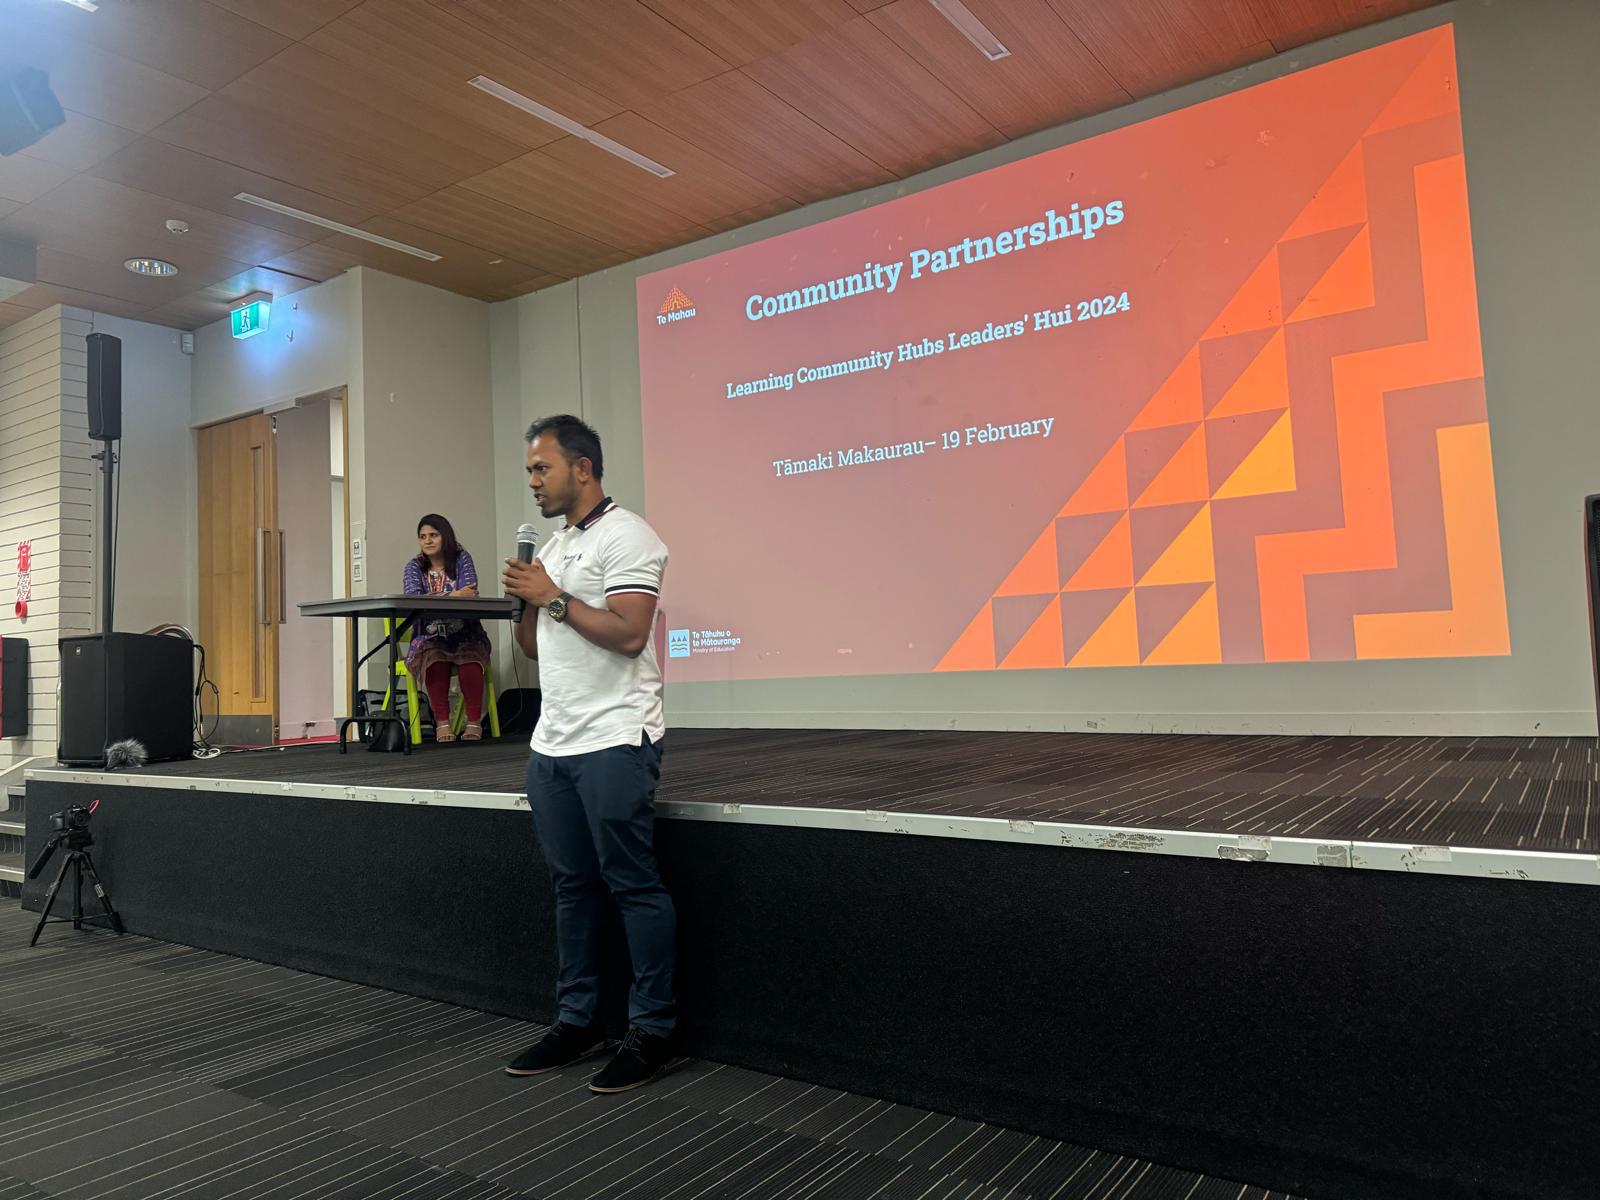 Community Partnerships
Te Mahau
Learning Community Hubs Leaders' Hui 2024
Tāmaki Makaurau– 19 February
Te Tāhuhu o
te Mātauranga
Ministry of Education